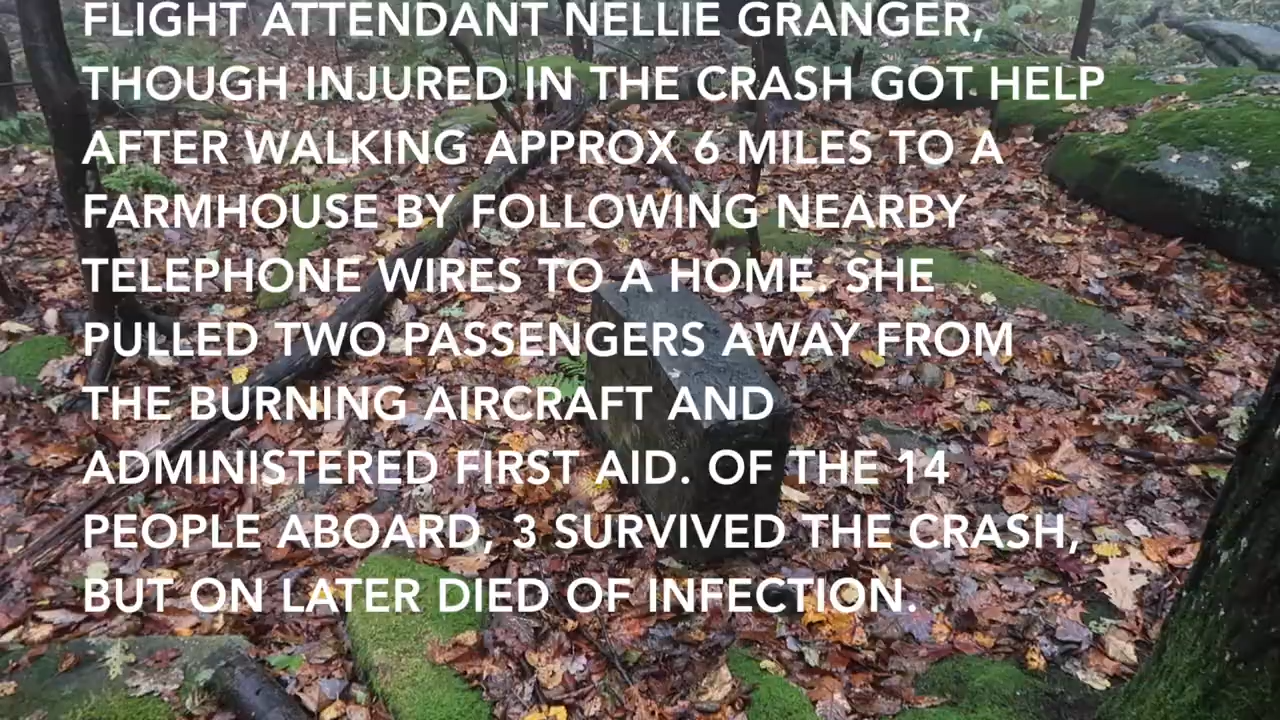 FLIGHT ATTENDANT NELLIE GRANGER,
THOUGH INJURED IN THE CRASH GOT HELP
AFTER WALKING APPROX 6 MILES TO A
FARMHOUSE BY FOLLOWING NEARBY
TELEPHONE WIRES TO A HOME. SHE
PULLED TWO PASSENGERS AWAY FROM
THE BURNING AIRCRAFT AND
ADMINISTERED FIRST AID. OF THE 14
PEOPLE ABOARD, 3 SURVIVED THE CRASH,
BUT ON LATER DIED OF INFECTION.